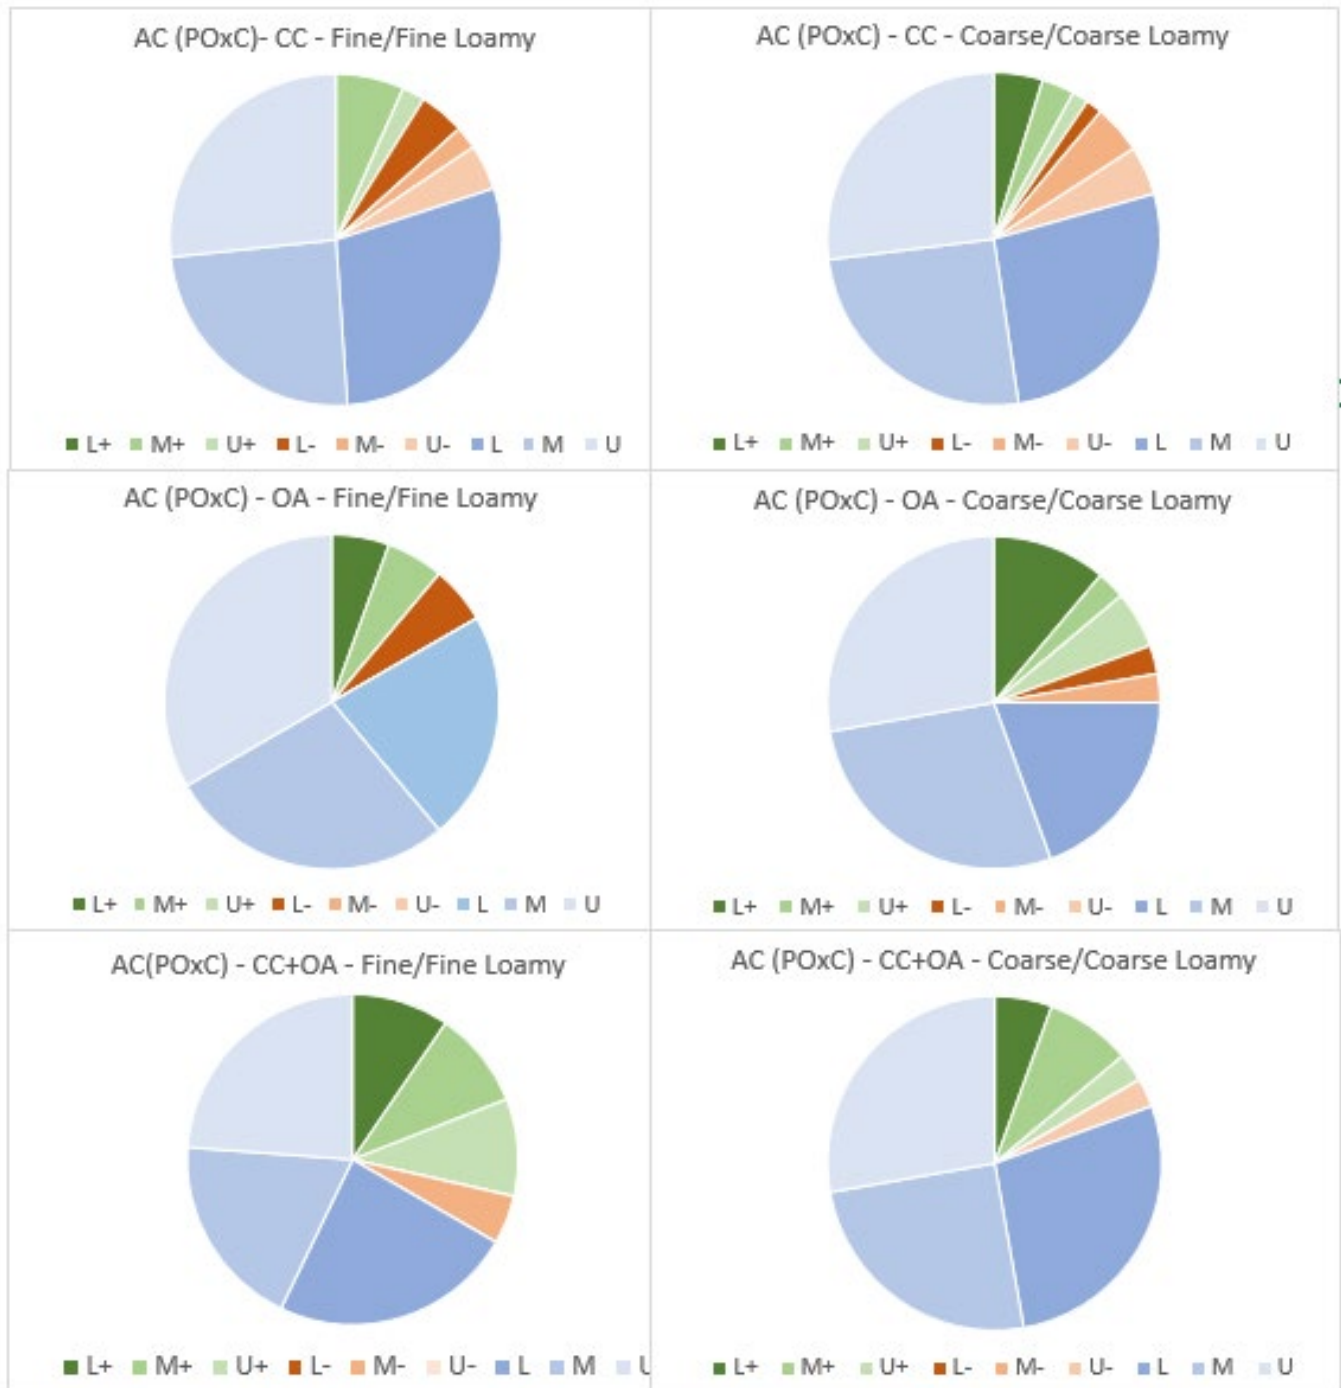 AC (POxC)- CC - Fine/Fine Loamy
L+ M+ U+ L- M- U- L M U
AC (POxC) - CC - Coarse/Coarse Loamy
L+ M+ U+ L- M- U- L M U
AC (POxC) - OA - Fine/Fine Loamy
L+ M+ U+ L- M- U- L M U
AC (POxC) - OA - Coarse/Coarse Loamy
L+ M+ U+ L- M- U- L M U
AC(POxC) - CC+OA - Fine/Fine Loamy
L+ M+ U+ L- M- U- L M U
AC (POxC) - CC+OA - Coarse/Coarse Loamy
L+ M+ U+ L- M- U- L M U